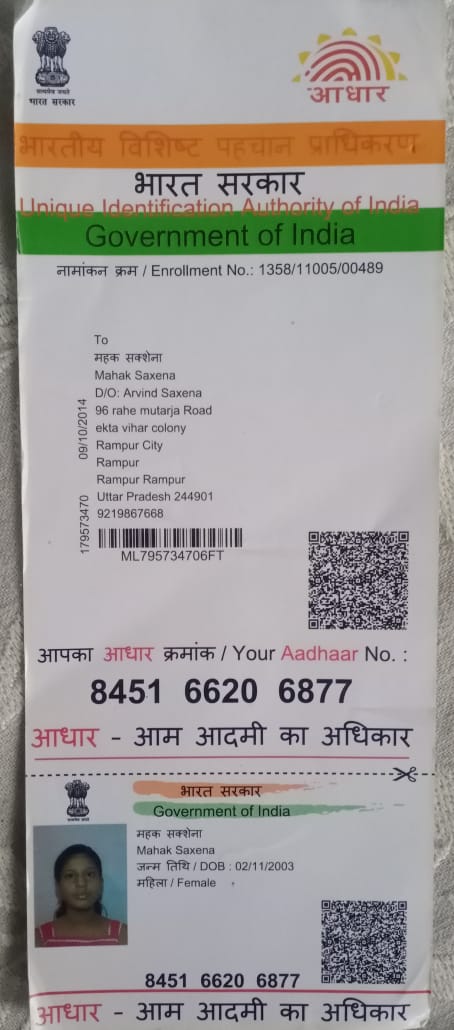 सत्यमेव जयते
भारत सरकार
आधार
भारतीय विशिष्ट पहचान प्राधिकरण
भारत सरकार
Unique Identification Authority of India
Government of India
नामांकन क्रम / Enrollment No.: 1358/11005/00489
To
महक सक्शेना
Mahak Saxena
D/O: Arvind Saxena
96 rahe mutarja Road
ekta vihar colony
Rampur City
Rampur
Rampur Rampur
Uttar Pradesh 244901
9219867668
179573470 09/10/2014
ML795734706FT
आपका आधार क्रमांक / Your Aadhaar No. :
8451 6620 6877
आधार - आम आदमी का अधिकार
भारत सरकार
Government of India
महक सक्शेना
Mahak Saxena
जन्म तिथि / DOB : 02/11/2003
महिला / Female
8451 6620 6877
आधार - आम आदमी का अधिकार